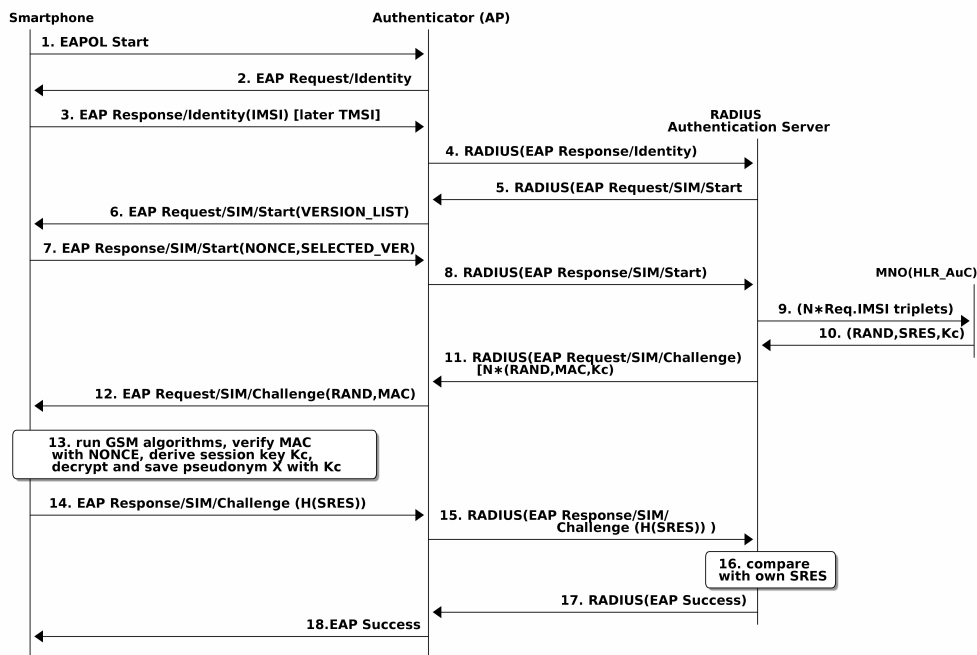 Smartphone
Authenticator (AP)
1. EAPOL Start
2. EAP Request/Identity
3. EAP Response/Identity(IMSI) [later TMSI]
RADIUS
Authentication Server
4. RADIUS(EAP Response/Identity)
5. RADIUS(EAP Request/SIM/Start
6. EAP Request/SIM/Start(VERSION_LIST)
7. EAP Response/SIM/Start(NONCE,SELECTED_VER)
8. RADIUS(EAP Response/SIM/Start)
MNO(HLR_AuC)
9. (N∗Req.IMSI triplets)
10. (RAND,SRES,Kc)
11. RADIUS(EAP Request/SIM/Challenge)
[N∗(RAND,MAC,Kc)
12. EAP Request/SIM/Challenge(RAND,MAC)
13. run GSM algorithms, verify MAC
with NONCE, derive session key Kc,
decrypt and save pseudonym X with Kc
14. EAP Response/SIM/Challenge (H(SRES))
15. RADIUS(EAP Response/SIM/
Challenge (H(SRES)) )
16. compare
with own SRES
17. RADIUS(EAP Success)
18.EAP Success